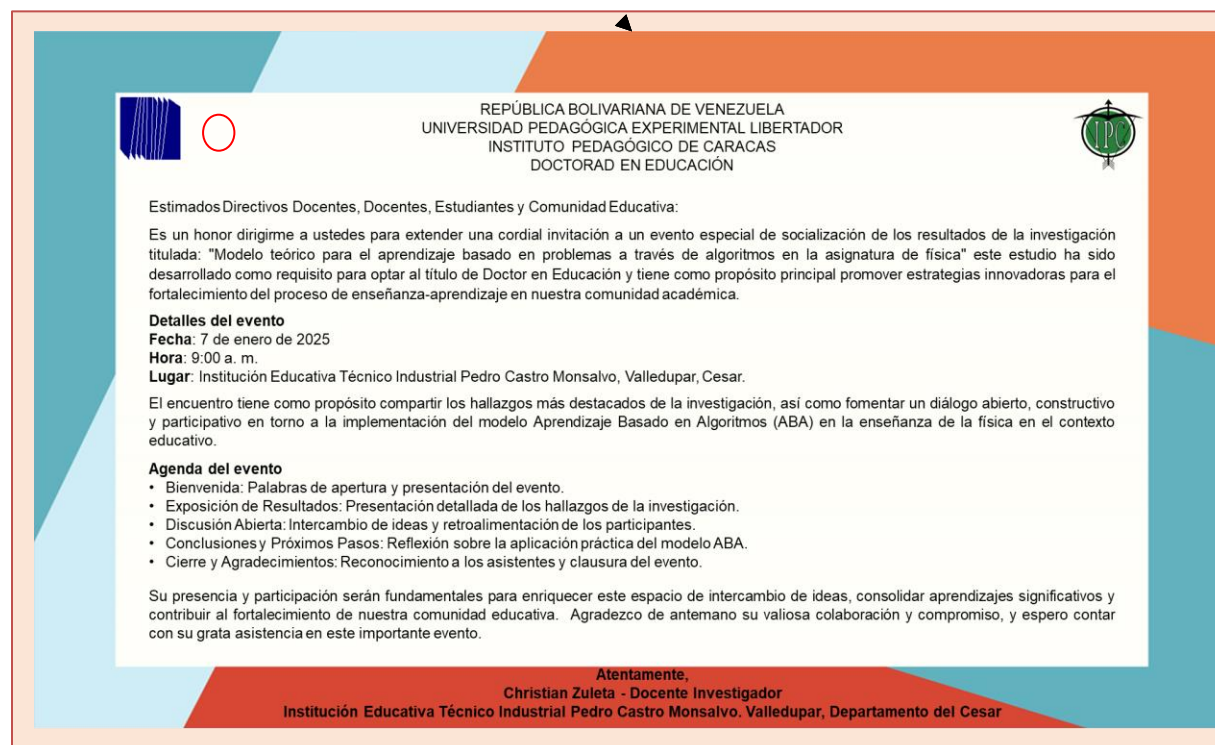 REPÚBLICA BOLIVARIANA DE VENEZUELA
UNIVERSIDAD PEDAGÓGICA EXPERIMENTAL LIBERTADOR
INSTITUTO PEDAGÓGICO DE CARACAS
DOCTORAD EN EDUCACIÓN
IPC
Estimados Directivos Docentes, Docentes, Estudiantes y Comunidad Educativa:
Es un honor dirigirme a ustedes para extender una cordial invitación a un evento especial de socialización de los resultados de la investigación
titulada: "Modelo teórico para el aprendizaje basado en problemas a través de algoritmos en la asignatura de física" este estudio ha sido
desarrollado como requisito para optar al título de Doctor en Educación y tiene como propósito principal promover estrategias innovadoras para el
fortalecimiento del proceso de enseñanza-aprendizaje en nuestra comunidad académica.
Detalles del evento
Fecha: 7 de enero de 2025
Hora: 9:00 a. m.
Lugar: Institución Educativa Técnico Industrial Pedro Castro Monsalvo, Valledupar, Cesar.
El encuentro tiene como propósito compartir los hallazgos más destacados de la investigación, así como fomentar un diálogo abierto, constructivo
y participativo en torno a la implementación del modelo Aprendizaje Basado en Algoritmos (ABA) en la enseñanza de la física en el contexto
educativo.
Agenda del evento
• Bienvenida: Palabras de apertura y presentación del evento.
• Exposición de Resultados: Presentación detallada de los hallazgos de la investigación.
• Discusión Abierta: Intercambio de ideas y retroalimentación de los participantes.
• Conclusiones y Próximos Pasos: Reflexión sobre la aplicación práctica del modelo ABA.
• Cierre y Agradecimientos: Reconocimiento a los asistentes y clausura del evento.
Su presencia y participación serán fundamentales para enriquecer este espacio de intercambio de ideas, consolidar aprendizajes significativos y
contribuir al fortalecimiento de nuestra comunidad educativa. Agradezco de antemano su valiosa colaboración y compromiso, y espero contar
con su grata asistencia en este importante evento.
Atentamente,
Christian Zuleta - Docente Investigador
Institución Educativa Técnico Industrial Pedro Castro Monsalvo. Valledupar, Departamento del Cesar